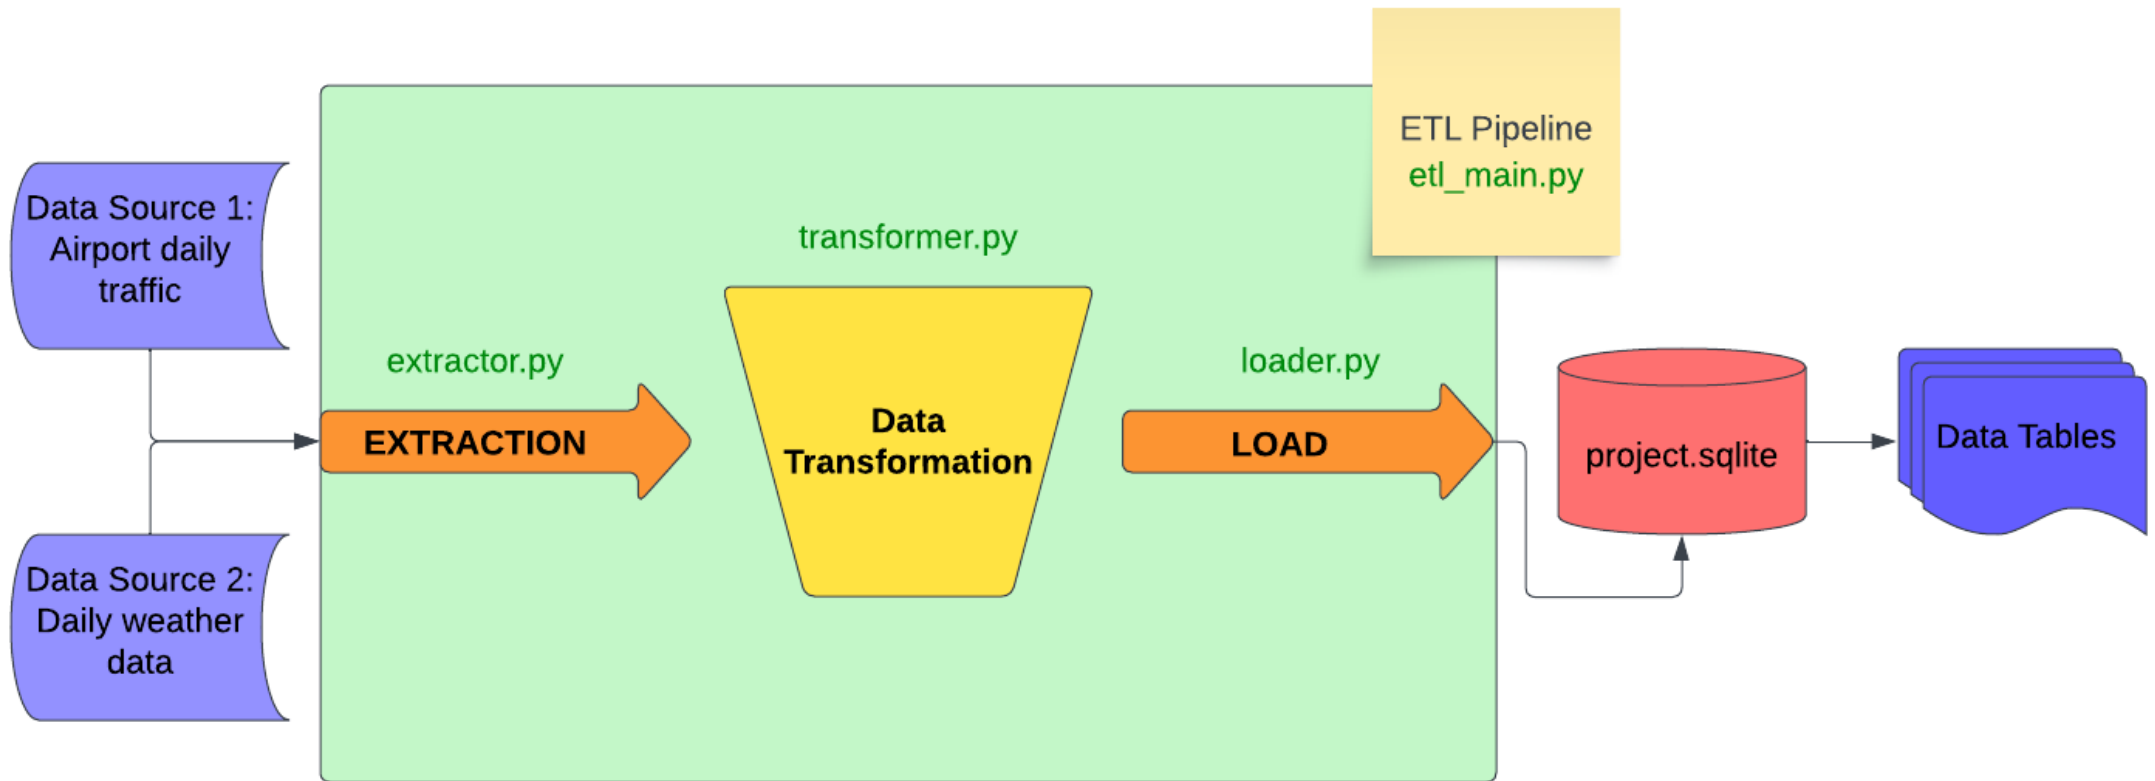 ETL Pipeline
etl_main.py
Data Source 1:
Airport daily
traffic
transformer.py
extractor.py
loader.py
EXTRACTION
Data
Transformation
LOAD
project.sqlite
Data Tables
Data Source 2:
Daily weather
data